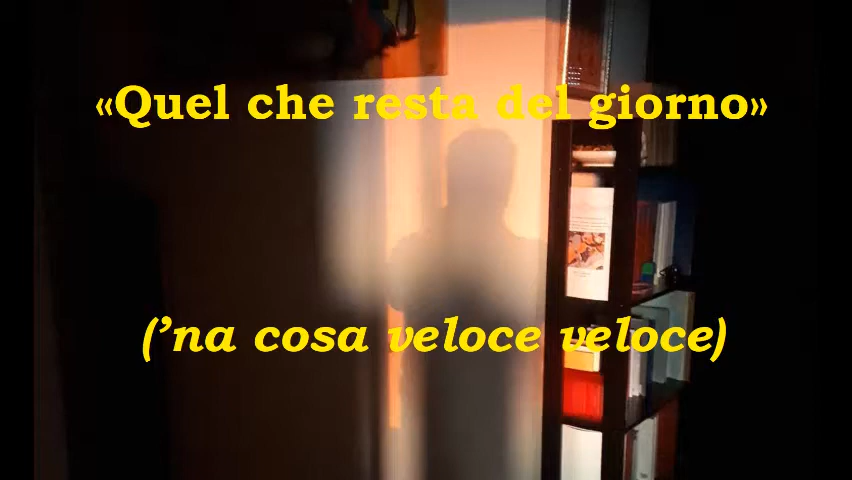 «Quel che resta del giorno»
(’na cosa veloce veloce)